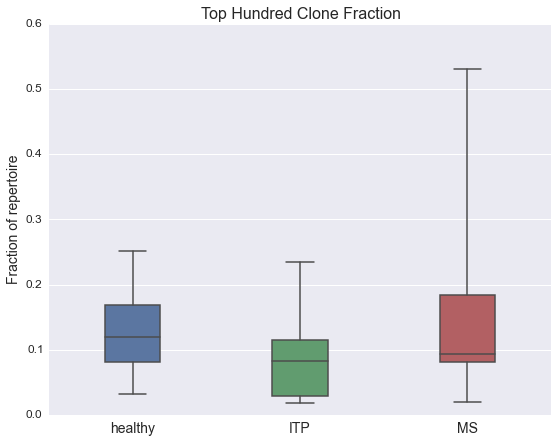 Top Hundred Clone Fraction
0.6
0.5
0.4
0.3
0.2
0.1
0.0
Fraction of repertoire
healthy ITP MS